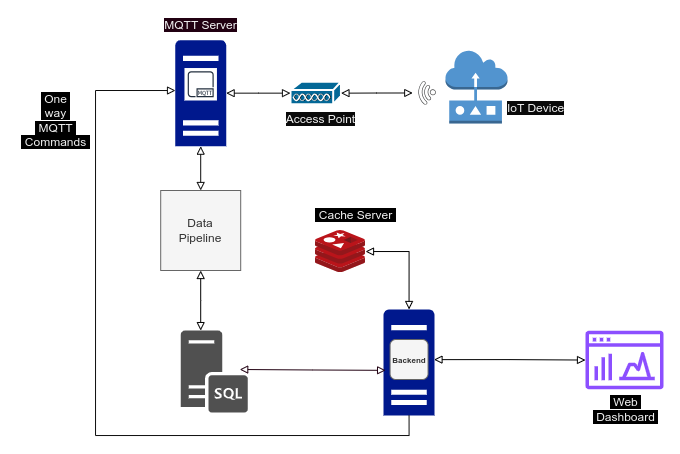 MQTT Server
MQTT
One
way
MQTT
Commands
Access Point
IoT Device
Data
Pipeline
Cache Server
Backend
SQL
Web
Dashboard